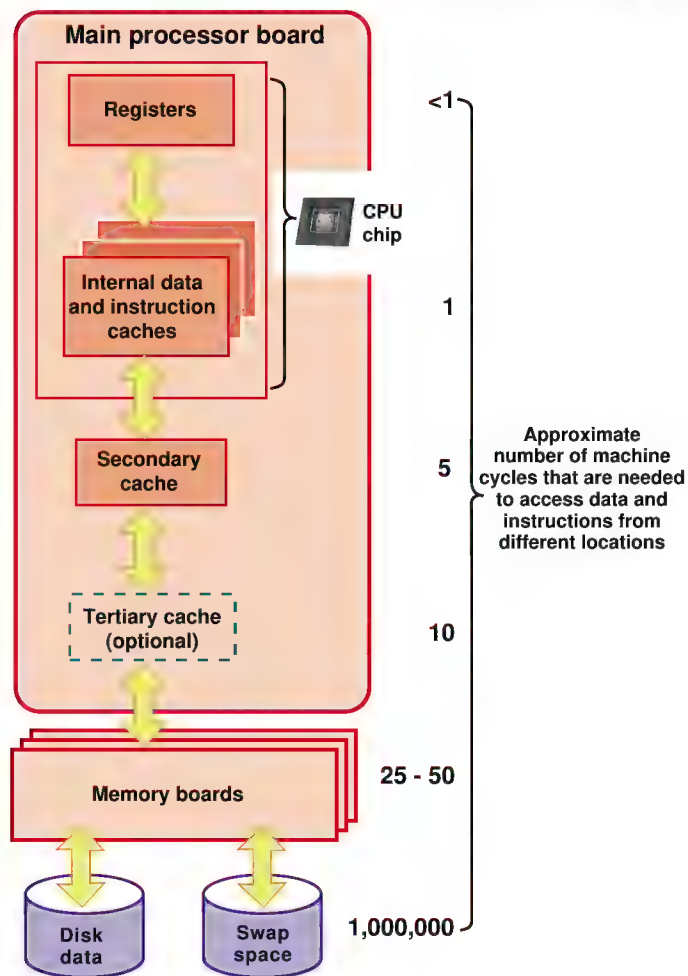 Main processor board
Registers
<1
CPU
chip
Internal data
and instruction
caches
1
Secondary
cache
5
Approximate
number of machine
cycles that are needed
to access data and
instructions from
different locations
Tertiary cache
(optional)
10
Memory boards
25 - 50
Disk
data
Swap
space
1,000,000